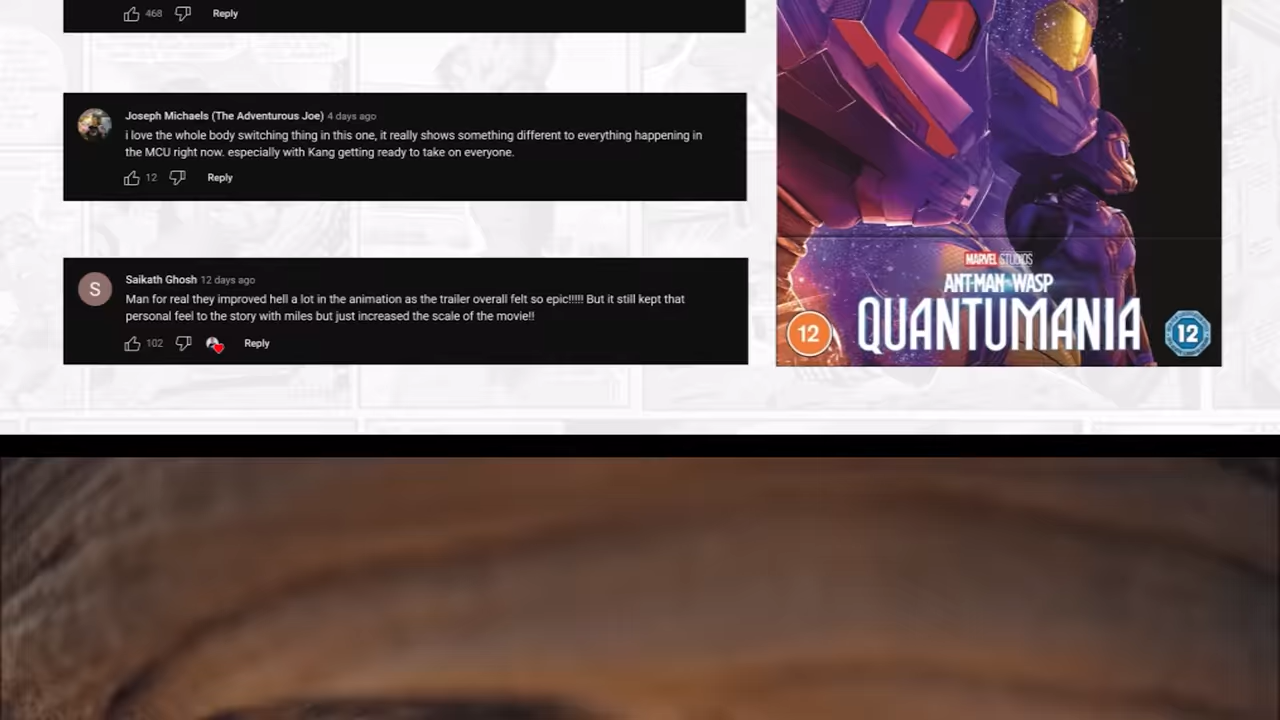 468 Reply
Joseph Michaels (The Adventurous Joe) 4 days ago
i love the whole body switching thing in this one, it really shows something different to everything happening in
the MCU right now. especially with Kang getting ready to take on everyone.
12 Reply
S
Saikath Ghosh 12 days ago
Man for real they improved hell a lot in the animation as the trailer overall felt so epic!!!!! But it still kept that
personal feel to the story with miles but just increased the scale of the movie!!
102 Reply
MARVEL STUDIOS
ANT-MAN AND THE WASP
QUANTUMANIA
12
12